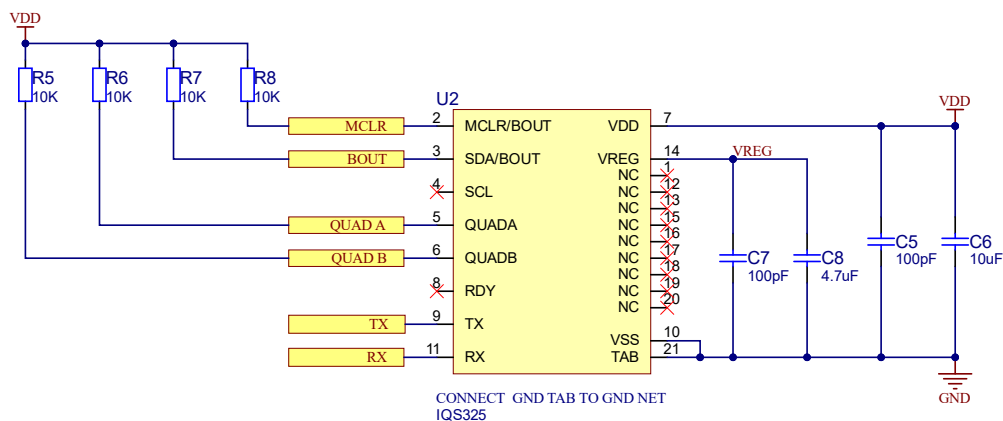 VDD
R5
10K
R6
10K
R7
10K
R8
10K
U2
MCLR 2 MCLR/BOUT VDD 7
VDD
BOUT 3 SDA/BOUT VREG 14 VREG
NC 1
4 SCL NC 12
NC 13
QUAD A 5 QUADA NC 15
NC 16
QUAD B 6 QUADB NC 17
NC 18
8 RDY NC 19
NC 20
C7
100pF
C8
4.7uF
C5
100pF
C6
10uF
TX 9 TX
VSS 10
RX 11 RX TAB 21
GND
CONNECT GND TAB TO GND NET
IQS325